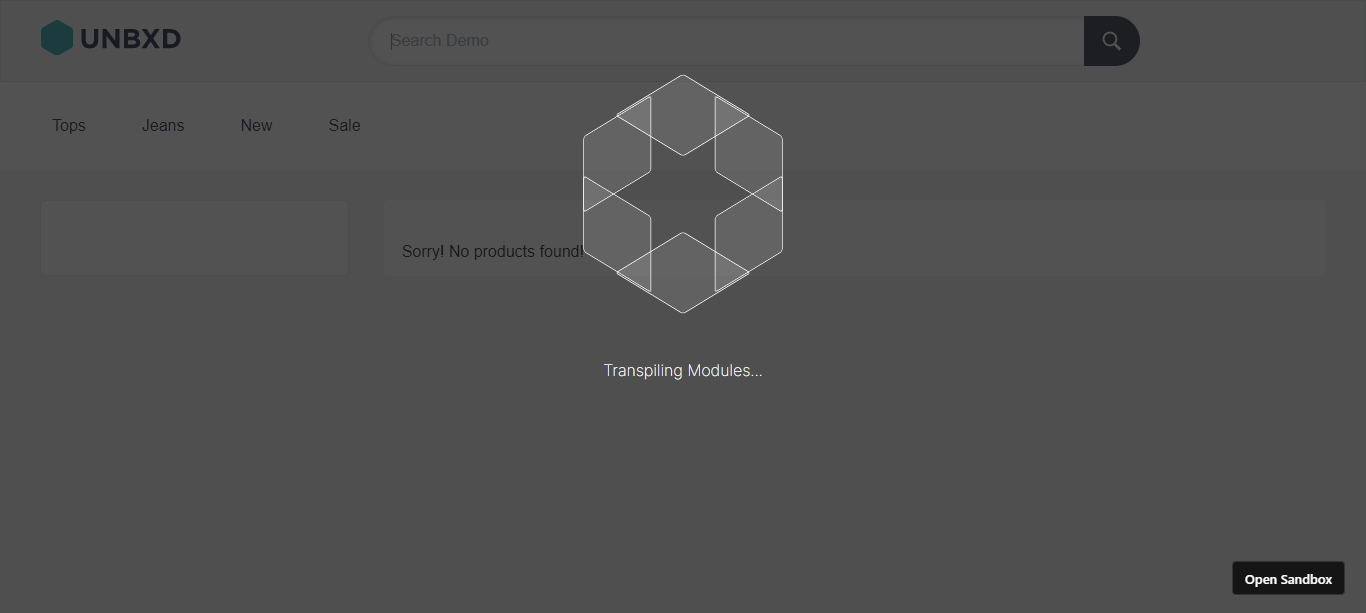 UNBXD
Search Demo
Tops Jeans New Sale
Sorry! No products found!
Transpiling Modules...
Open Sandbox